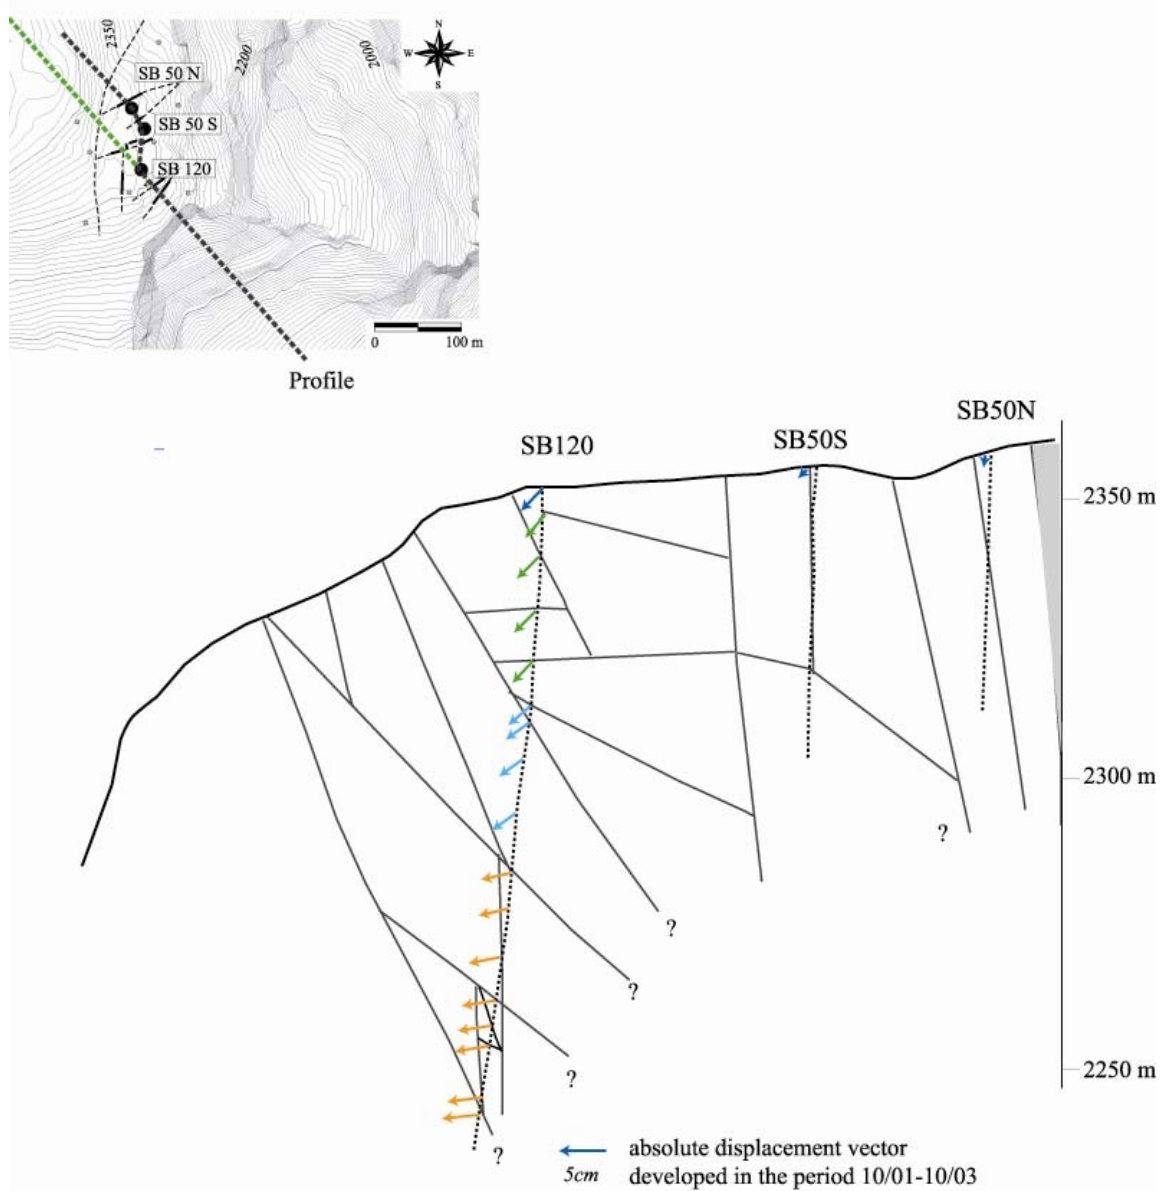 2350
2200
2000
N
W
E
S
SB 50 N
SB 50 S
SB 120
0
100 m
Profile
SB50N
SB50S
SB120
2350 m
2300 m
?
?
?
2250 m
?
?
absolute displacement vector
5cm developed in the period 10/01-10/03